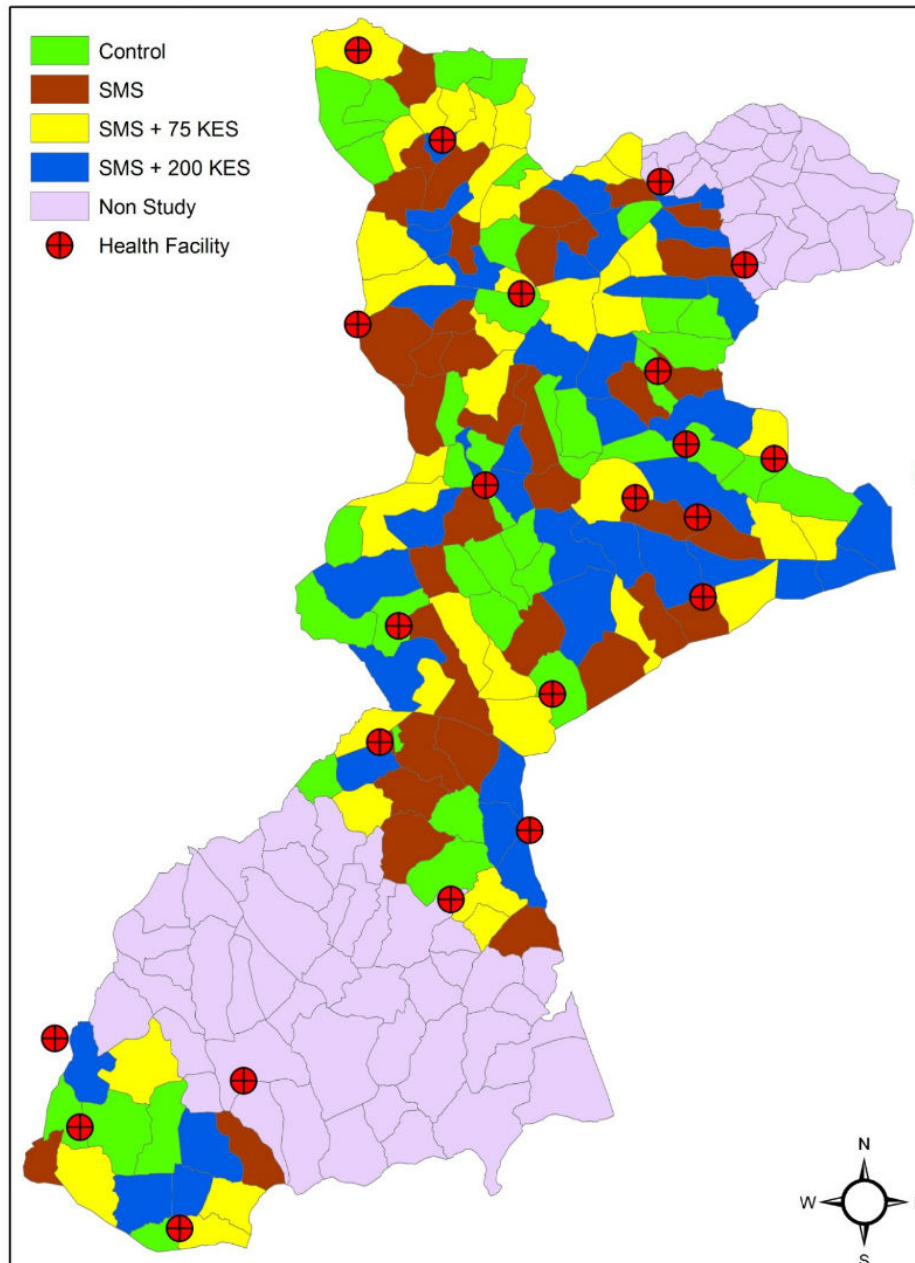 Control
SMS
SMS + 75 KES
SMS + 200 KES
Non Study
Health Facility
N
W
S